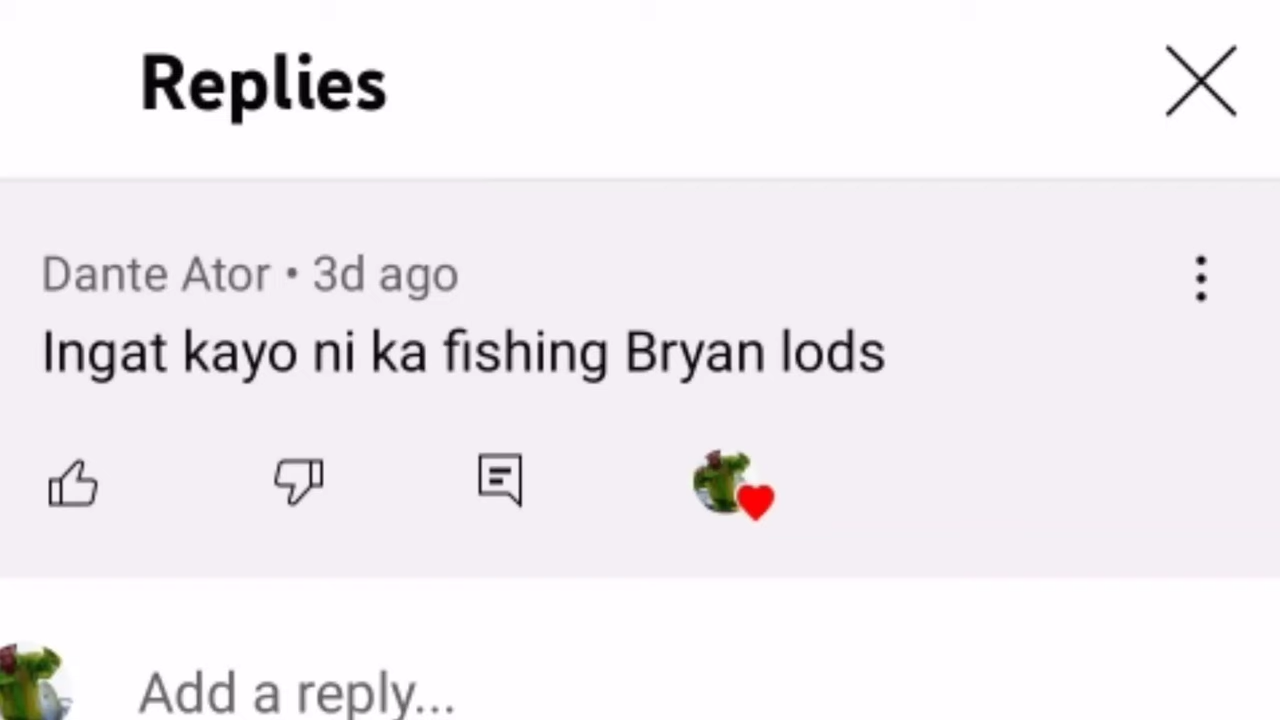 Replies
Dante Ator • 3d ago
Ingat kayo ni ka fishing Bryan lods
Add a reply...